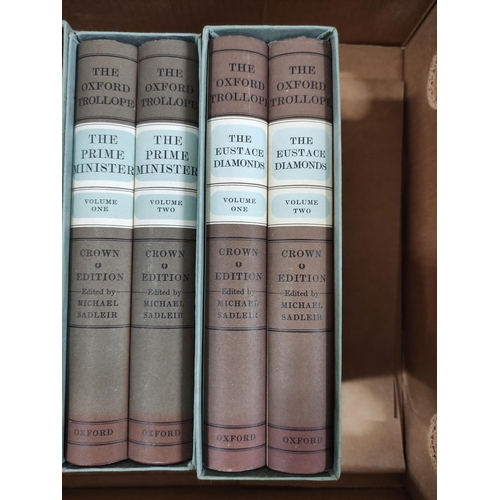 THE
OXFORD
TROLLOPE
THE
PRIME
MINISTER
VOLUME
ONE
CROWN
EDITION
Edited by
MICHAEL
SADLEIR
OXFORD
THE
OXFORD
TROLLOPE
THE
PRIME
MINISTER
VOLUME
TWO
CROWN
EDITION
Edited by
MICHAEL
SADLEIR
OXFORD
THE
OXFORD
TROLLOPE
THE
EUSTACE
DIAMONDS
VOLUME
ONE
CROWN
EDITION
Edited by
MICHAEL
SADLEIR
OXFORD
THE
OXFORD
TROLLOPE
THE
EUSTACE
DIAMONDS
VOLUME
TWO
CROWN
EDITION
Edited by
MICHAEL
SADLEIR
OXFORD